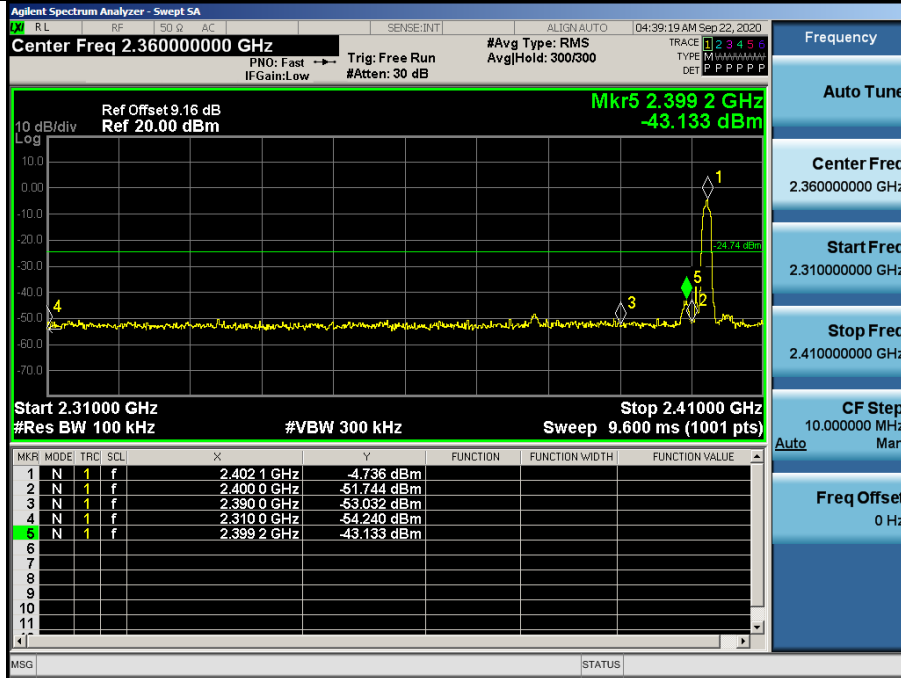 Agilent Spectrum Analyzer - Swept SA
LXI RL RF 50 Ω AC SENSE:INT ALIGN AUTO 04:39:19 AM Sep 22, 2020
Center Freq 2.360000000 GHz
PNO: Fast
IFGain:Low
Trig: Free Run
#Atten: 30 dB
#Avg Type: RMS
Avg|Hold: 300/300
TRACE 1 2 3 4 5 6
TYPE M
DET P P P P P P
Frequency
Ref Offset 9.16 dB
10 dB/div Ref 20.00 dBm
Log
Mkr5 2.399 2 GHz
-43.133 dBm
10.0
0.00
-10.0
-20.0
-30.0
-40.0
-50.0
-60.0
-70.0
-24.74 dBm
1
5
2
3
4
Start 2.31000 GHz Stop 2.41000 GHz
#Res BW 100 kHz #VBW 300 kHz Sweep 9.600 ms (1001 pts)
MKR MODE TRC SCL X Y FUNCTION FUNCTION WIDTH FUNCTION VALUE
1 N 1 f 2.402 1 GHz -4.736 dBm
2 N 1 f 2.400 0 GHz -51.744 dBm
3 N 1 f 2.390 0 GHz -53.032 dBm
4 N 1 f 2.310 0 GHz -54.240 dBm
5 N 1 f 2.399 2 GHz -43.133 dBm
6
7
8
9
10
11
MSG STATUS
Auto Tune
Center Freq
2.360000000 GHz
Start Freq
2.310000000 GHz
Stop Freq
2.410000000 GHz
CF Step
10.000000 MHz
Auto Man
Freq Offset
0 Hz